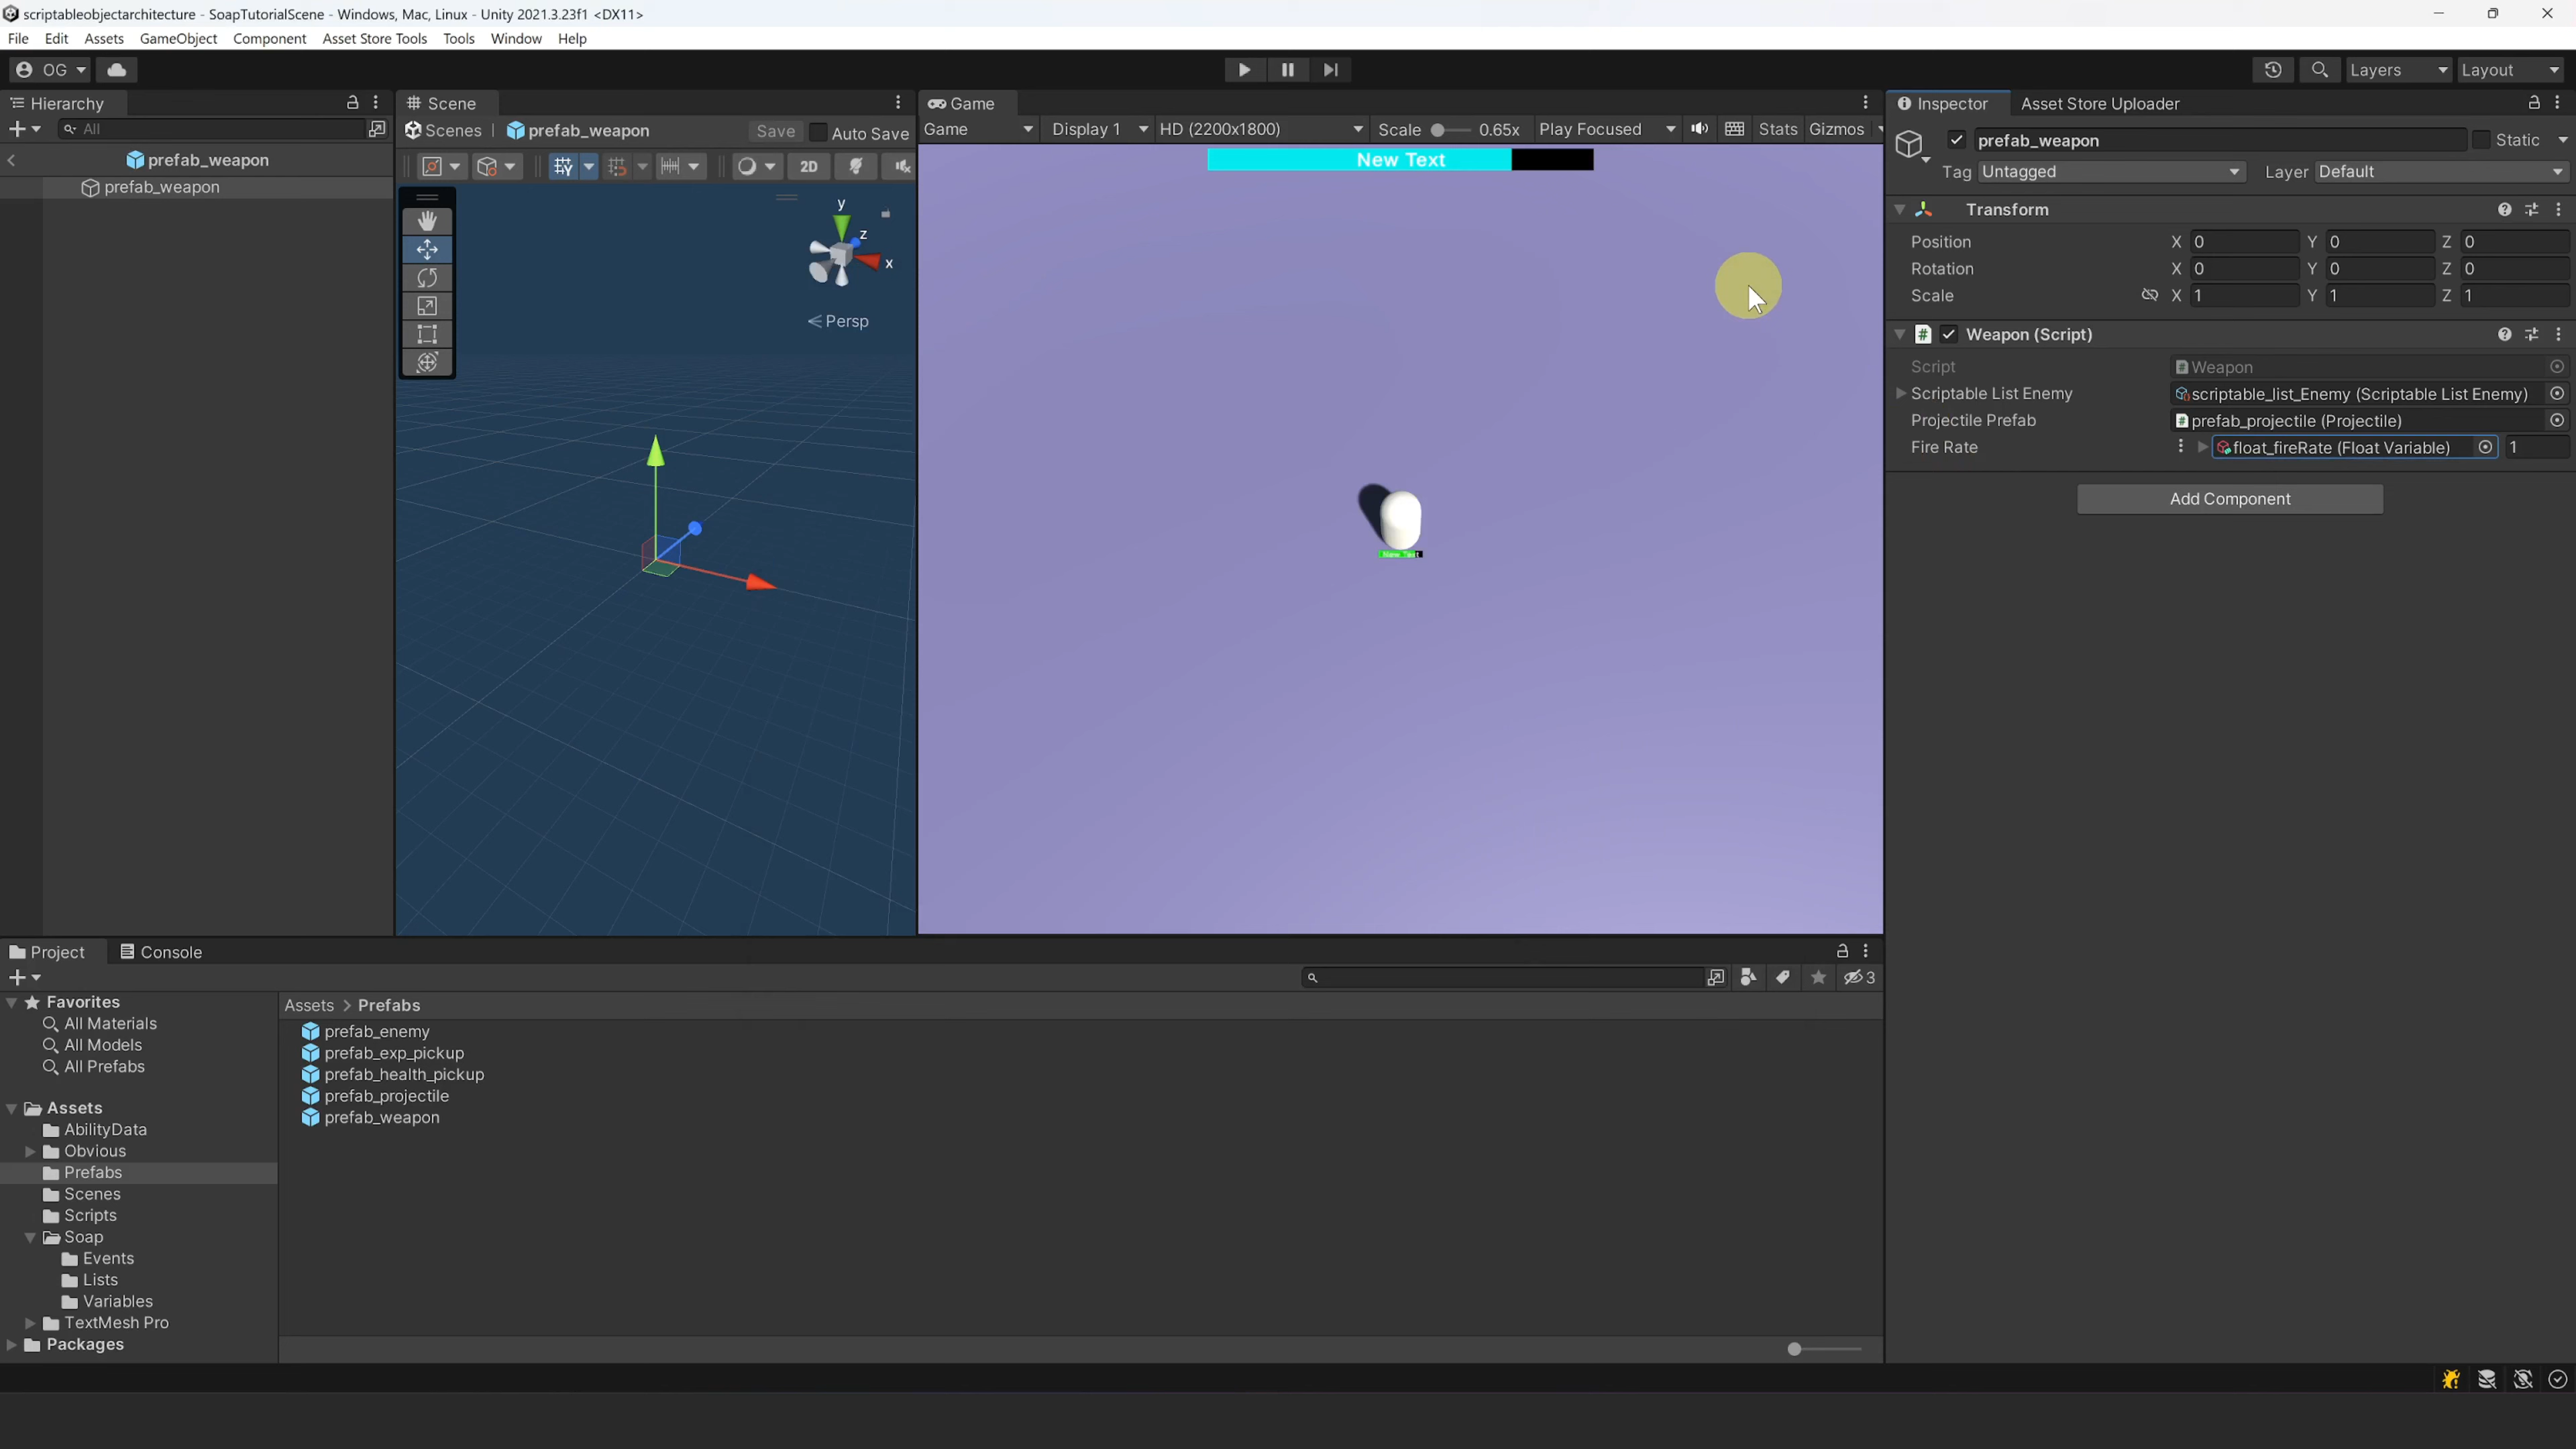 scriptableobjectarchitecture - SoapTutorialScene - Windows, Mac, Linux - Unity 2021.3.23f1 <DX11>
File Edit Assets GameObject Component Asset Store Tools Tools Window Help
OG Layers Layout
Hierarchy
All
prefab_weapon
prefab_weapon
Scene
Scenes prefab_weapon Save Auto Save
2D
y
z
x
Persp
Game
Game Display 1 HD (2200x1800) Scale 0.65x Play Focused Stats Gizmos
New Text
New Text
Inspector Asset Store Uploader
prefab_weapon Static
Tag Untagged Layer Default
Transform
Position X 0 Y 0 Z 0
Rotation X 0 Y 0 Z 0
Scale X 1 Y 1 Z 1
# Weapon (Script)
Script Weapon
Scriptable List Enemy scriptable_list_Enemy (Scriptable List Enemy)
Projectile Prefab prefab_projectile (Projectile)
Fire Rate float_fireRate (Float Variable) 1
Add Component
Project Console
3
Favorites
All Materials
All Models
All Prefabs
Assets
AbilityData
Obvious
Prefabs
Scenes
Scripts
Soap
Events
Lists
Variables
TextMesh Pro
Packages
Assets > Prefabs
prefab_enemy
prefab_exp_pickup
prefab_health_pickup
prefab_projectile
prefab_weapon